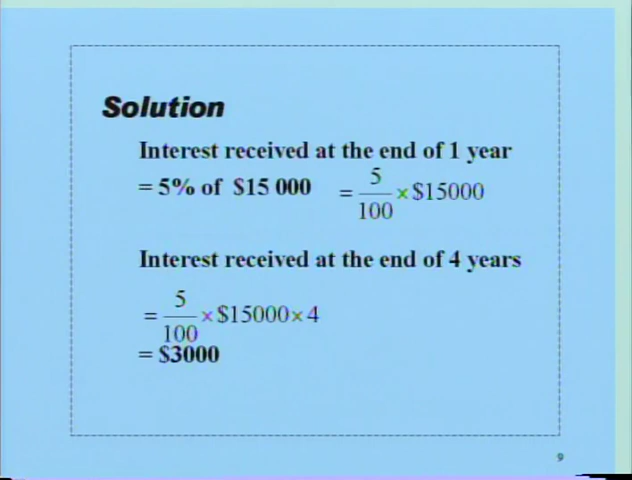 Solution
Interest received at the end of 1 year
= 5% of $15 000 = 5/100 × $15000
Interest received at the end of 4 years
= 5/100 × $15000 × 4
= $3000
9